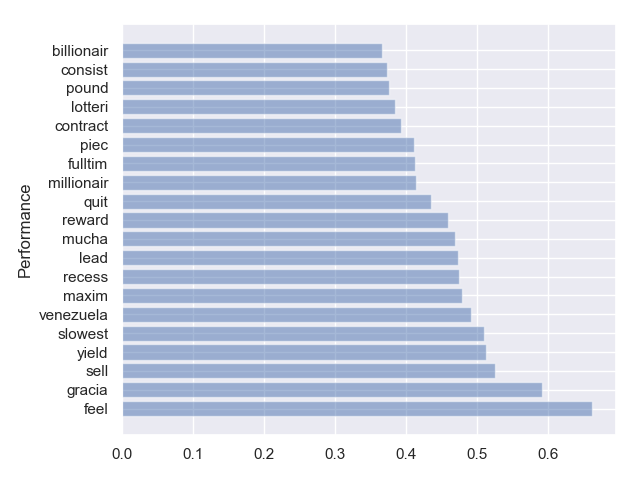 billionair
consist
pound
lotteri
contract
piec
fulltim
millionair
quit
reward
mucha
lead
recess
maxim
venezuela
slowest
yield
sell
gracia
feel
Performance
0.0 0.1 0.2 0.3 0.4 0.5 0.6